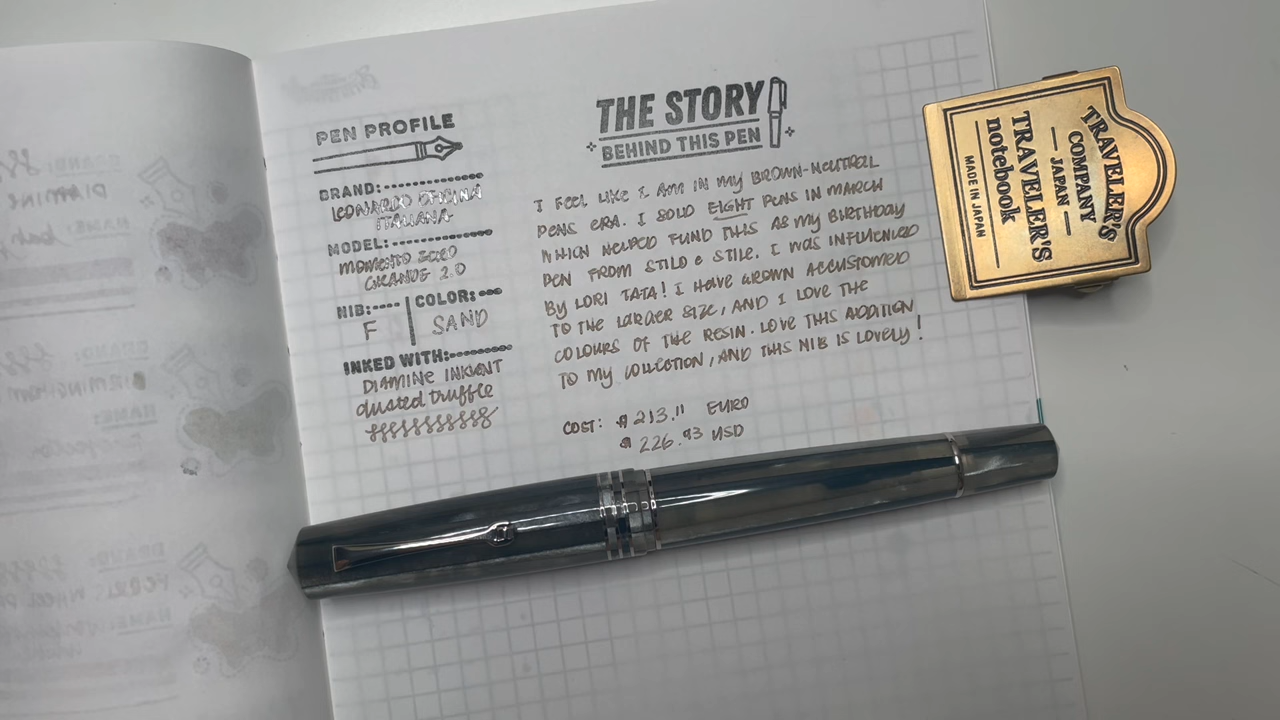 PEN PROFILE
BRAND:
LEONARDO OFFICINA
ITALIANA
MODEL:
MOMENTO ZERO
GRANDE 2.0
NIB:
F
COLOR:
SAND
INKED WITH:
DIAMINE INKVENT
dusted truffle
THE STORY
BEHIND THIS PEN
I FEEL LIKE I AM IN MY BROWN-NEUTRAL
PENS ERA. I SOLD EIGHT PENS IN MARCH
WHICH HELPED FUND THIS AS MY BIRTHDAY
PEN FROM STILO e STILE. I WAS INFLUENCED
BY LORI TATA! I HAVE GROWN ACCUSTOMED
TO THE LARGER SIZE, AND I LOVE THE
COLOURS OF THE RESIN. LOVE THIS ADDITION
TO MY COLLECTION, AND THIS NIB IS LOVELY!
COST: $213.11 EURO
$226.93 USD
TRAVELER'S
COMPANY
JAPAN
TRAVELER'S
notebook
MADE IN JAPAN